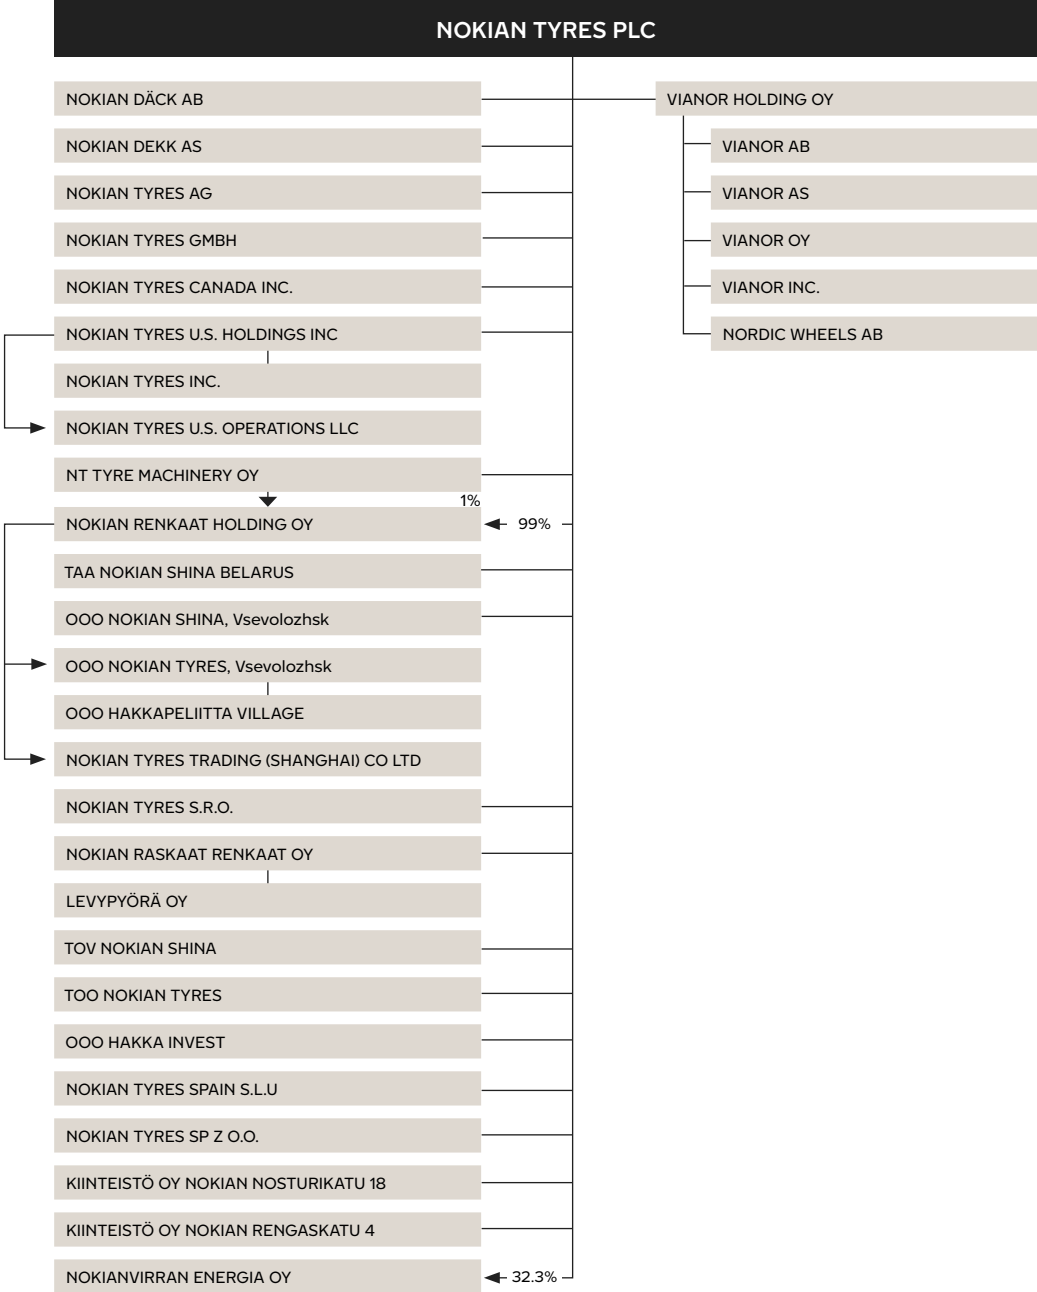 NOKIAN TYRES PLC
NOKIAN DÄCK AB
NOKIAN DEKK AS
NOKIAN TYRES AG
NOKIAN TYRES GMBH
NOKIAN TYRES CANADA INC.
NOKIAN TYRES U.S. HOLDINGS INC
NOKIAN TYRES INC.
NOKIAN TYRES U.S. OPERATIONS LLC
NT TYRE MACHINERY OY
1%
NOKIAN RENKAAT HOLDING OY
99%
TAA NOKIAN SHINA BELARUS
OOO NOKIAN SHINA, Vsevolozhsk
OOO NOKIAN TYRES, Vsevolozhsk
OOO HAKKAPELIITTA VILLAGE
NOKIAN TYRES TRADING (SHANGHAI) CO LTD
NOKIAN TYRES S.R.O.
NOKIAN RASKAAT RENKAAT OY
LEVYPYÖRÄ OY
TOV NOKIAN SHINA
TOO NOKIAN TYRES
OOO HAKKA INVEST
NOKIAN TYRES SPAIN S.L.U
NOKIAN TYRES SP Z O.O.
KIINTEISTÖ OY NOKIAN NOSTURIKATU 18
KIINTEISTÖ OY NOKIAN RENGASKATU 4
NOKIANVIRRAN ENERGIA OY
32.3%
VIANOR HOLDING OY
VIANOR AB
VIANOR AS
VIANOR OY
VIANOR INC.
NORDIC WHEELS AB